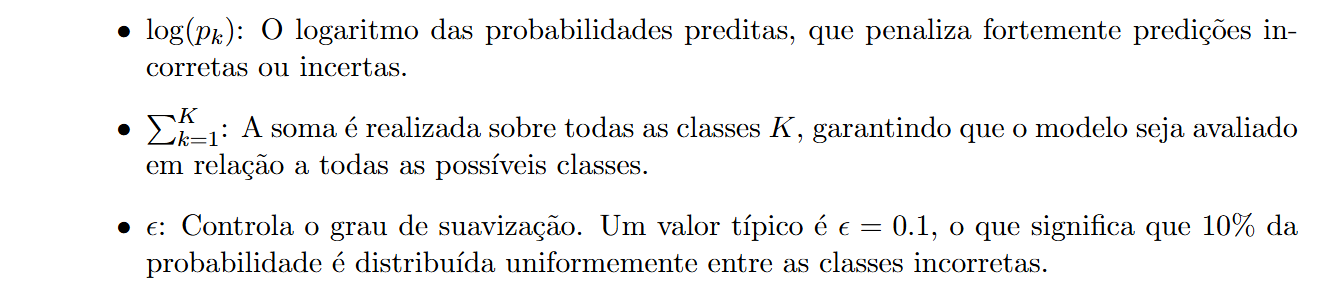 • log(pₖ): O logaritmo das probabilidades preditas, que penaliza fortemente predições in-
corretas ou incertas.
• ∑ᴷₖ₌₁: A soma é realizada sobre todas as classes K, garantindo que o modelo seja avaliado
em relação a todas as possíveis classes.
• ϵ: Controla o grau de suavização. Um valor típico é ϵ = 0.1, o que significa que 10% da
probabilidade é distribuída uniformemente entre as classes incorretas.